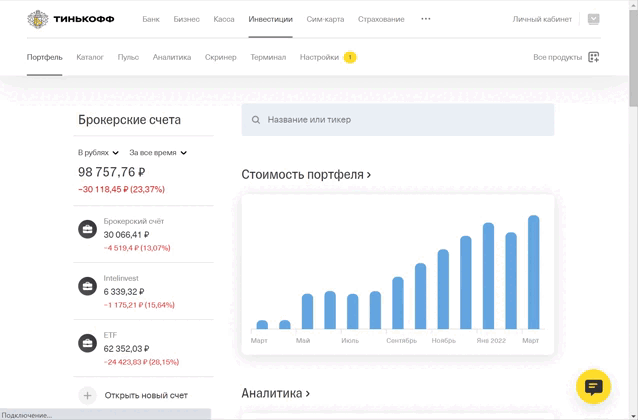 ТИНЬКОФФ Банк Бизнес Касса Инвестиции Сим-карта Страхование ••• Личный кабинет
Портфель Каталог Пульс Аналитика Скринер Терминал Настройки 1 Все продукты
Брокерские счета
Название или тикер
В рублях За все время
98 757,76 ₽
−30 118,45 ₽ (23,37%)
Брокерский счёт
30 066,41 ₽
−4 519,4 ₽ (13,07%)
Intelinvest
6 339,32 ₽
−1 175,21 ₽ (15,64%)
ETF
62 352,03 ₽
−24 423,83 ₽ (28,15%)
Открыть новый счет
Стоимость портфеля
Март Май Июль Сентябрь Ноябрь Янв 2022 Март
Аналитика
Подключение...